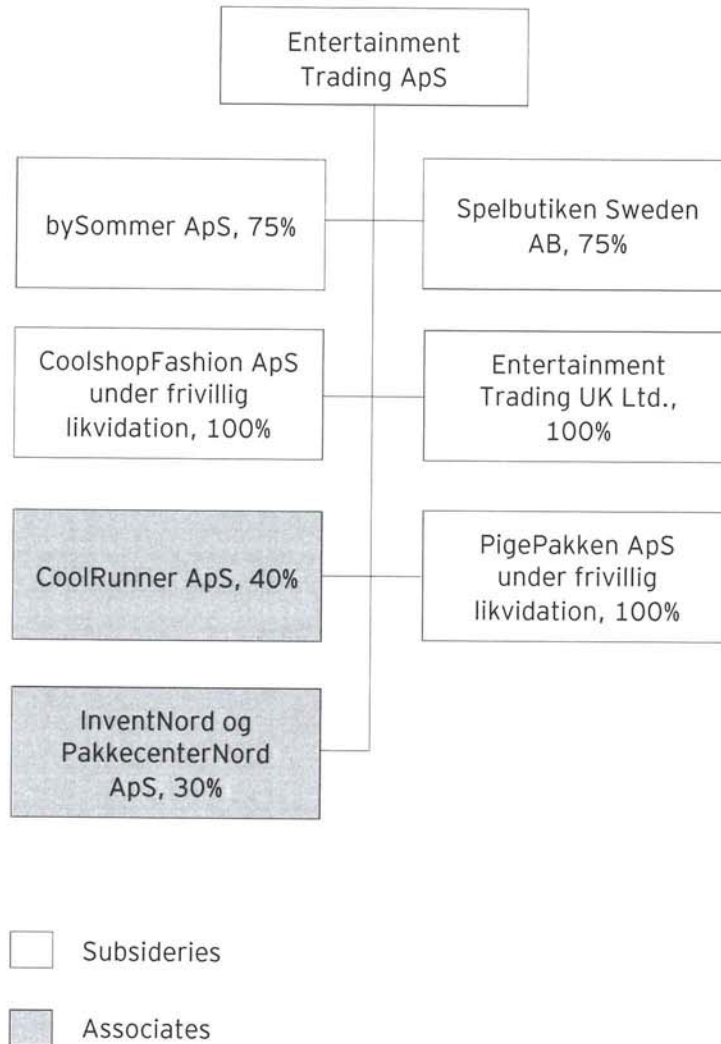 Entertainment
Trading ApS
bySommer ApS, 75%
Spelbutiken Sweden
AB, 75%
CoolshopFashion ApS
under frivillig
likvidation, 100%
Entertainment
Trading UK Ltd.,
100%
CoolRunner ApS, 40%
PigePakken ApS
under frivillig
likvidation, 100%
InventNord og
PakkecenterNord
ApS, 30%
Subsideries
Associates